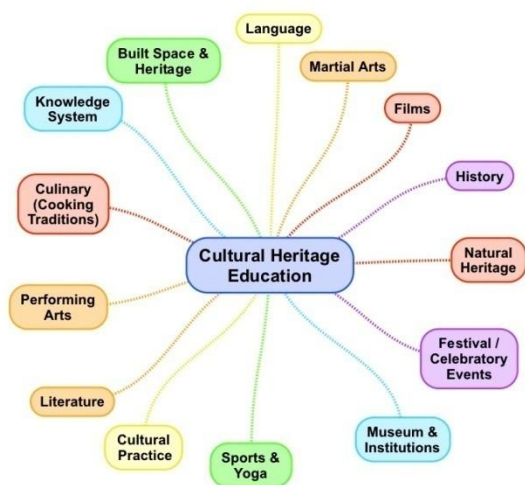 Language
Built Space &
Heritage
Martial Arts
Knowledge
System
Films
Culinary
(Cooking
Traditions)
History
Cultural Heritage
Education
Natural
Heritage
Performing
Arts
Festival /
Celebratory
Events
Literature
Cultural
Practice
Sports &
Yoga
Museum &
Institutions